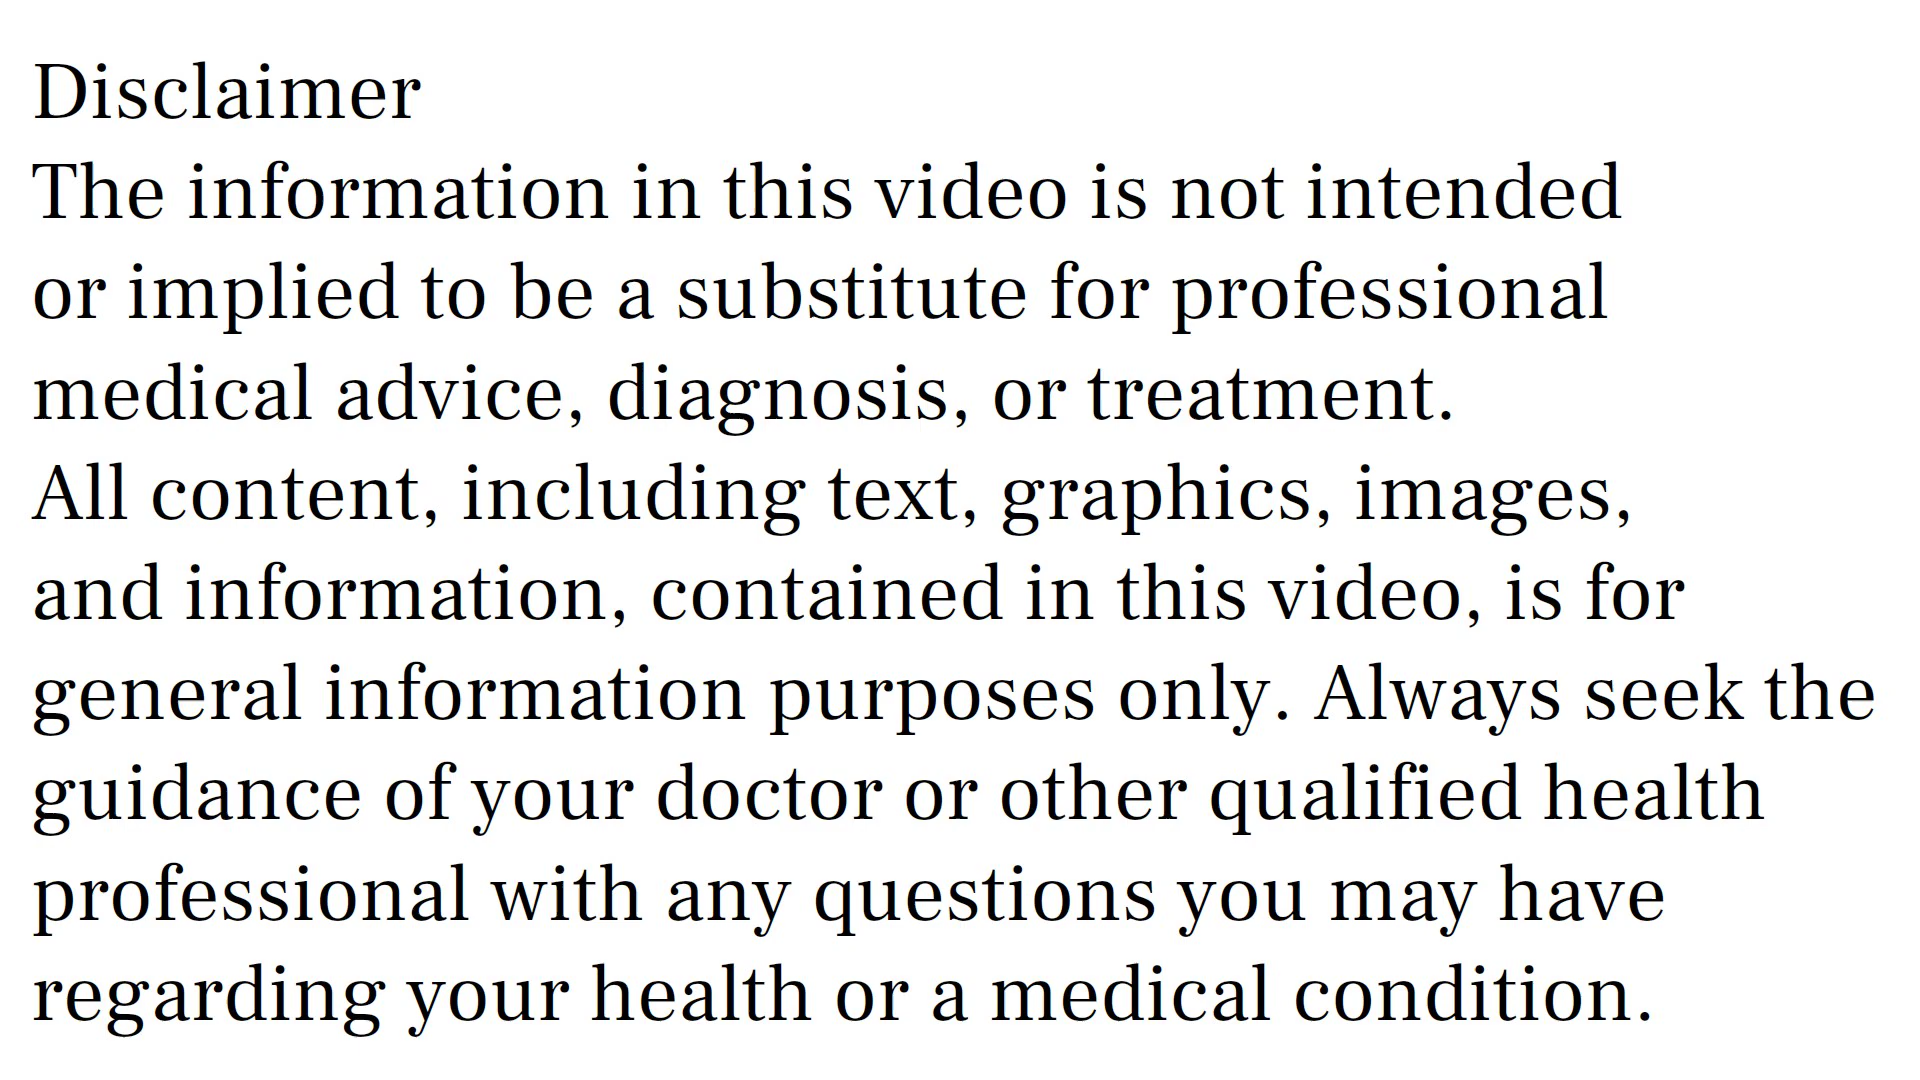 Disclaimer
The information in this video is not intended
or implied to be a substitute for professional
medical advice, diagnosis, or treatment.
All content, including text, graphics, images,
and information, contained in this video, is for
general information purposes only. Always seek the
guidance of your doctor or other qualified health
professional with any questions you may have
regarding your health or a medical condition.